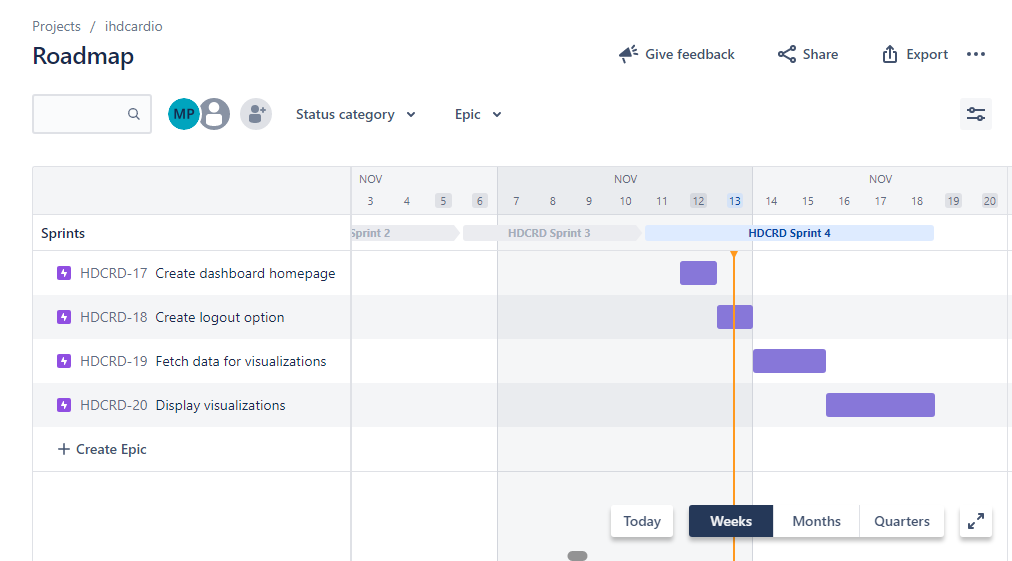 Projects / ihdcardio
Roadmap
Give feedback
Share
Export
MP
Status category
Epic
NOV NOV NOV
3 4 5 6 7 8 9 10 11 12 13 14 15 16 17 18 19 20
Sprints
Sprint 2 HDCRD Sprint 3 HDCRD Sprint 4
HDCRD-17 Create dashboard homepage
HDCRD-18 Create logout option
HDCRD-19 Fetch data for visualizations
HDCRD-20 Display visualizations
+ Create Epic
Today Weeks Months Quarters